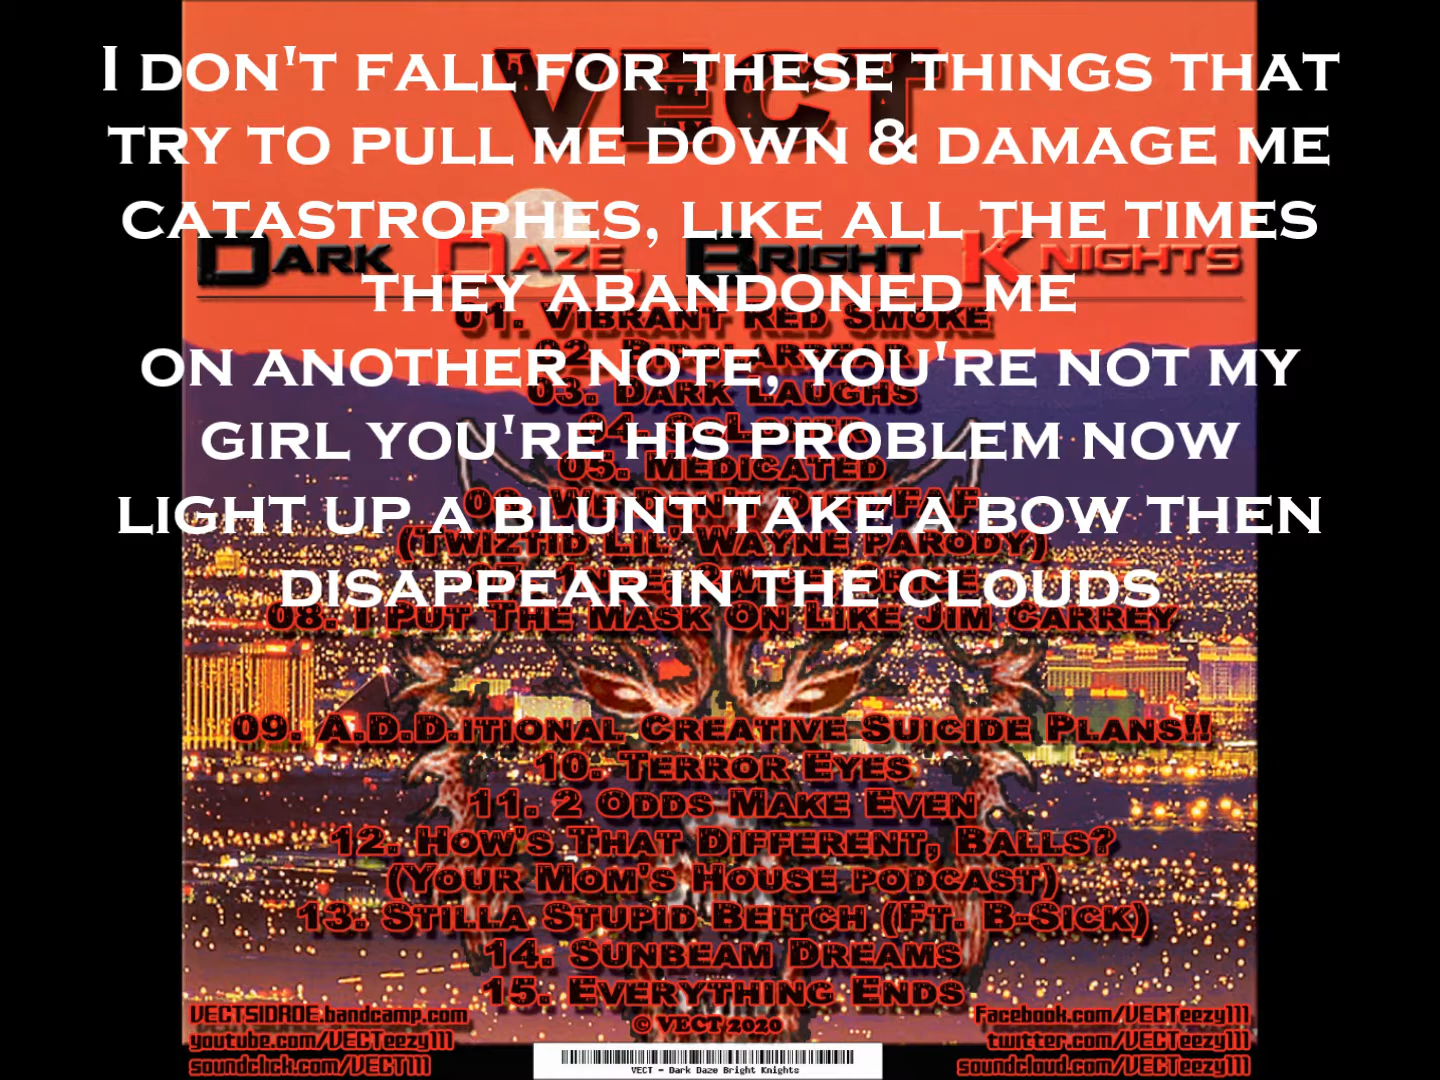 VECT
I DON'T FALL FOR THESE THINGS THAT
TRY TO PULL ME DOWN & DAMAGE ME
CATASTROPHES, LIKE ALL THE TIMES
THEY ABANDONED ME
ON ANOTHER NOTE, YOU'RE NOT MY
GIRL YOU'RE HIS PROBLEM NOW
LIGHT UP A BLUNT TAKE A BOW THEN
DISAPPEAR IN THE CLOUDS
DARK DAZE, BRIGHT KNIGHTS
01. VIBRANT RED SMOKE
02.
03. DARK LAUGHS
04.
05. MEDICATED
(TWIZTID LIL' WAYNE PARODY)
08. I PUT THE MASK ON LIKE JIM CARREY
09. A.D.D.ITIONAL CREATIVE SUICIDE PLANS!!
10. TERROR EYES
11. 2 ODDS MAKE EVEN
12. HOW'S THAT DIFFERENT, BALLS?
(YOUR MOM'S HOUSE PODCAST)
13. STILLA STUPID BEITCH (FT. B-SICK)
14. SUNBEAM DREAMS
15. EVERYTHING ENDS
© VECT 2020
VECTSIDROE.bandcamp.com
youtube.com/VECTeezy111
soundclick.com/VECT111
Facebook.com/VECTeezy111
twitter.com/VECTeezy111
soundcloud.com/VECTeezy111
VECT - Dark Daze Bright Knights